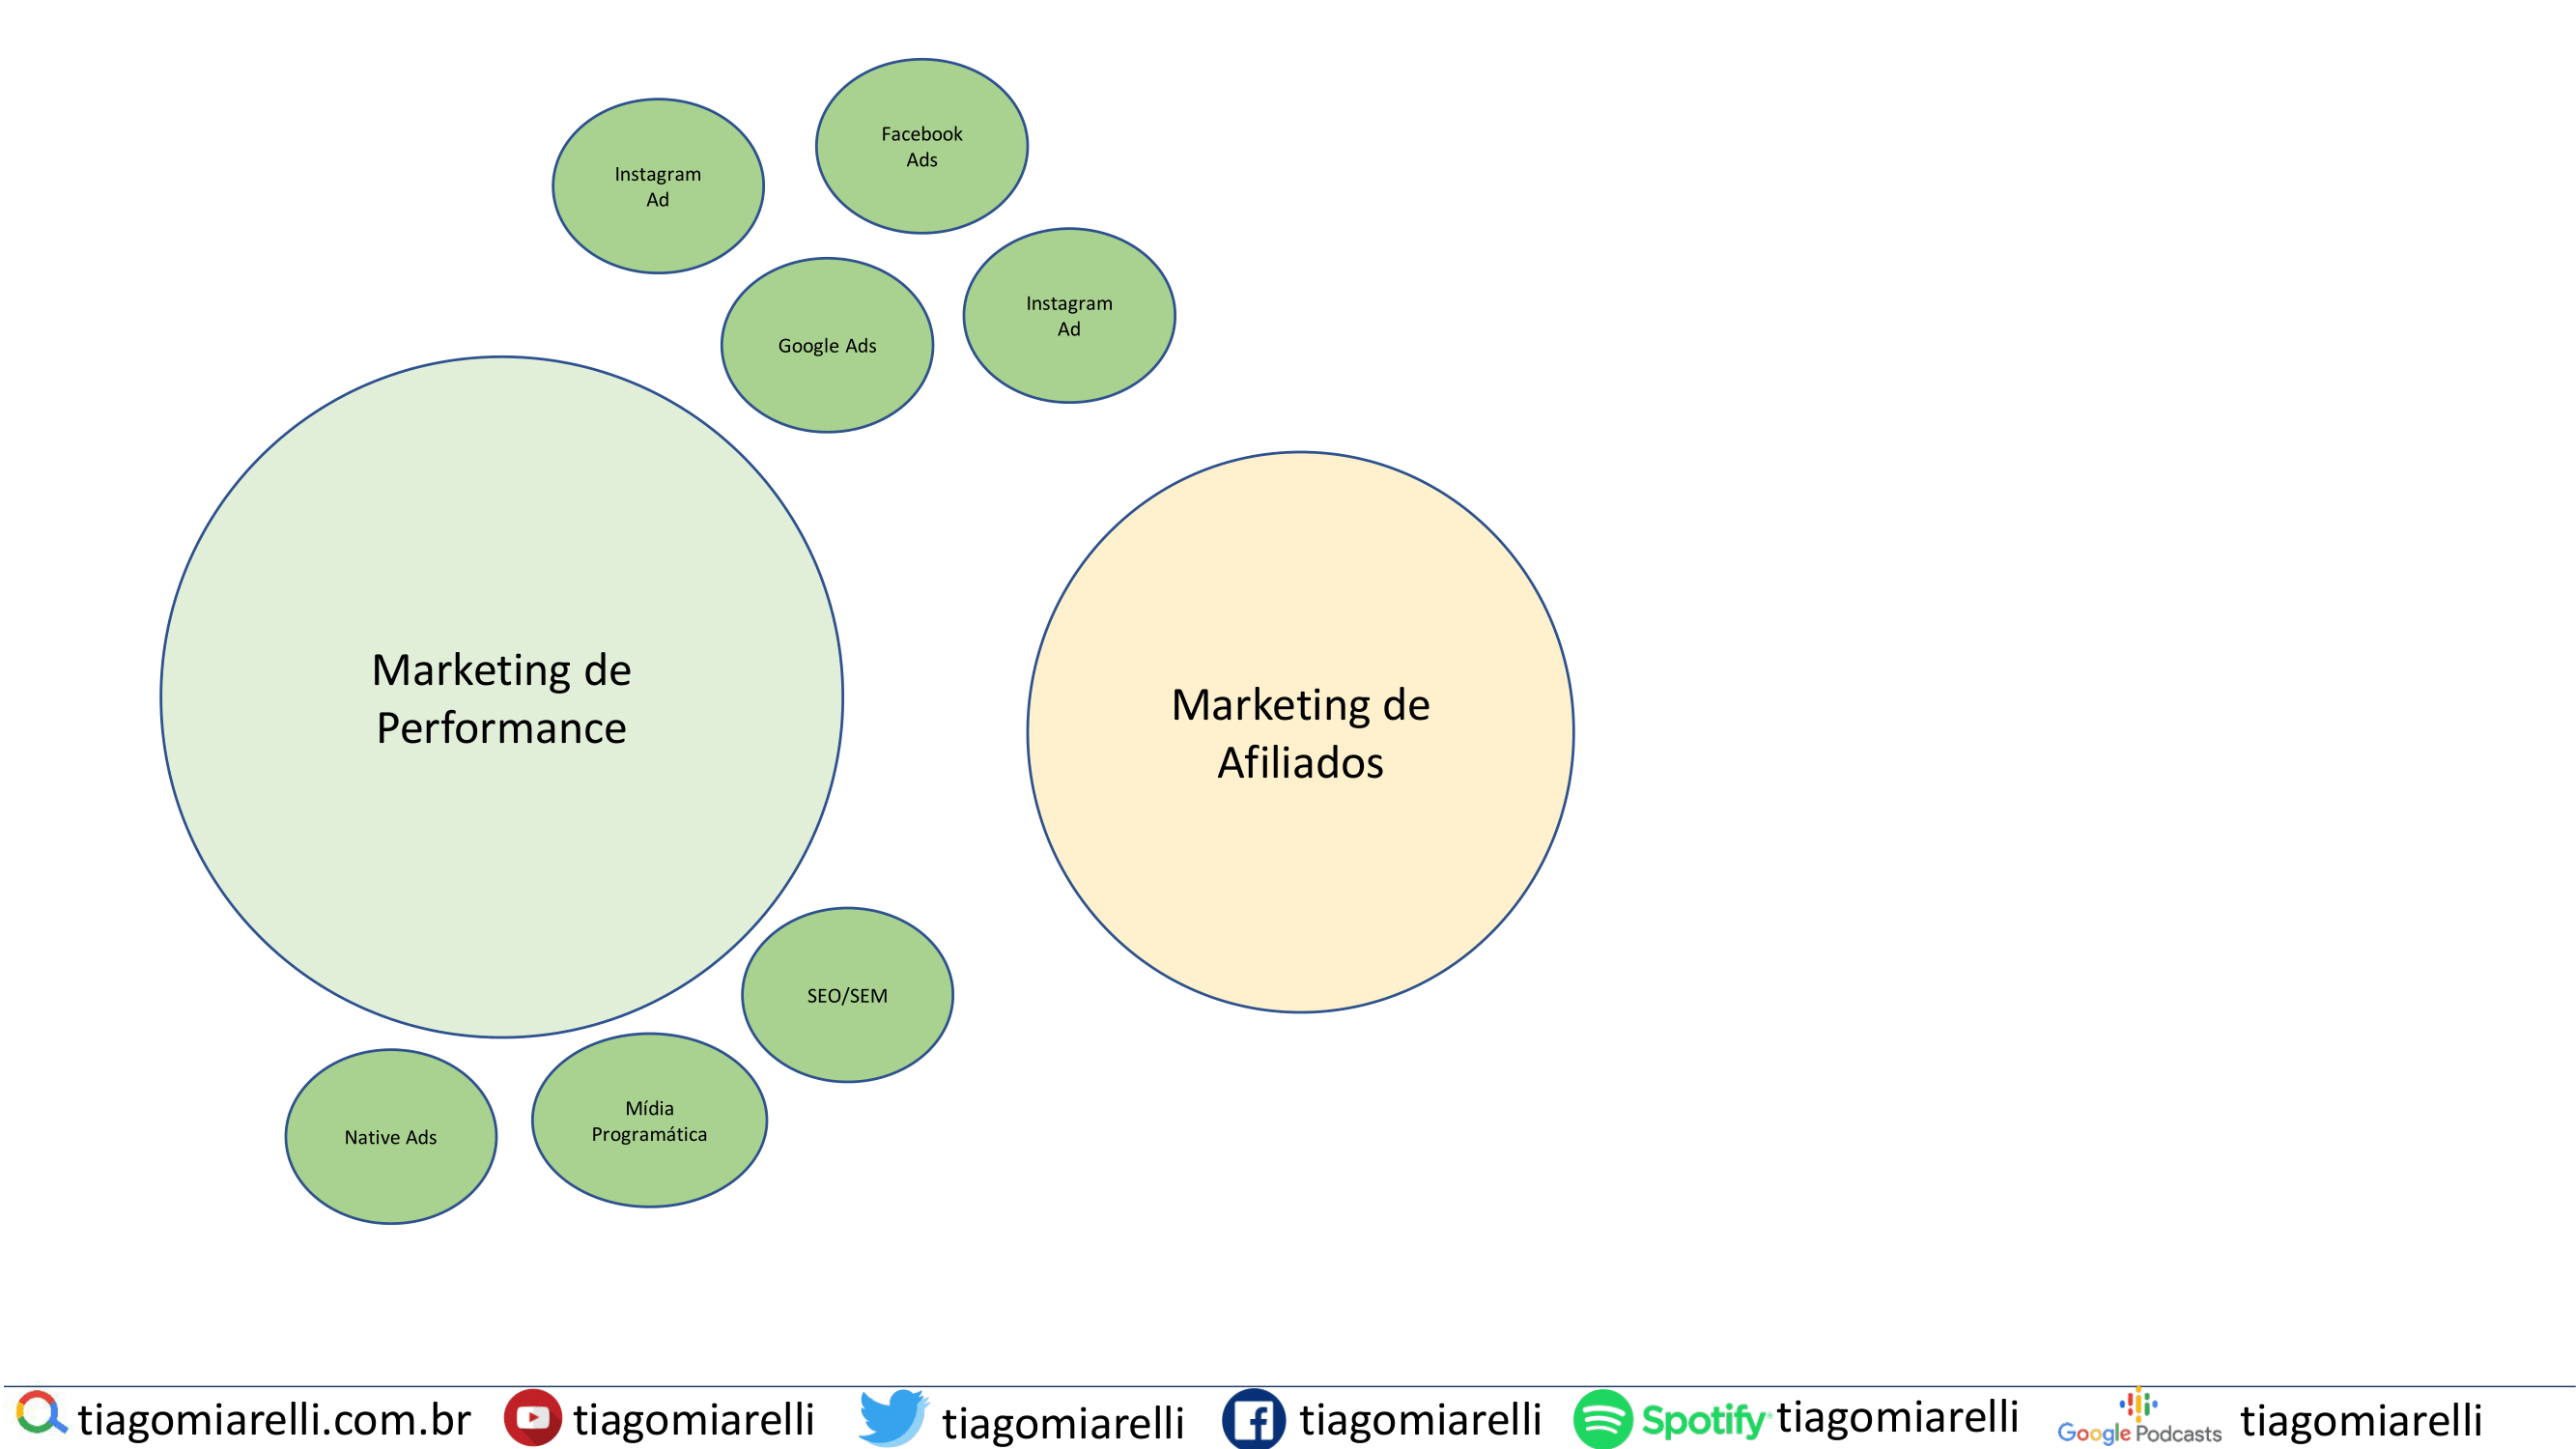 Facebook
Ads
Instagram
Ad
Instagram
Ad
Google Ads
Marketing de
Performance
Marketing de
Afiliados
SEO/SEM
Mídia
Programática
Native Ads
tiagomiarelli.com.br tiagomiarelli tiagomiarelli tiagomiarelli Spotify tiagomiarelli Google Podcasts tiagomiarelli